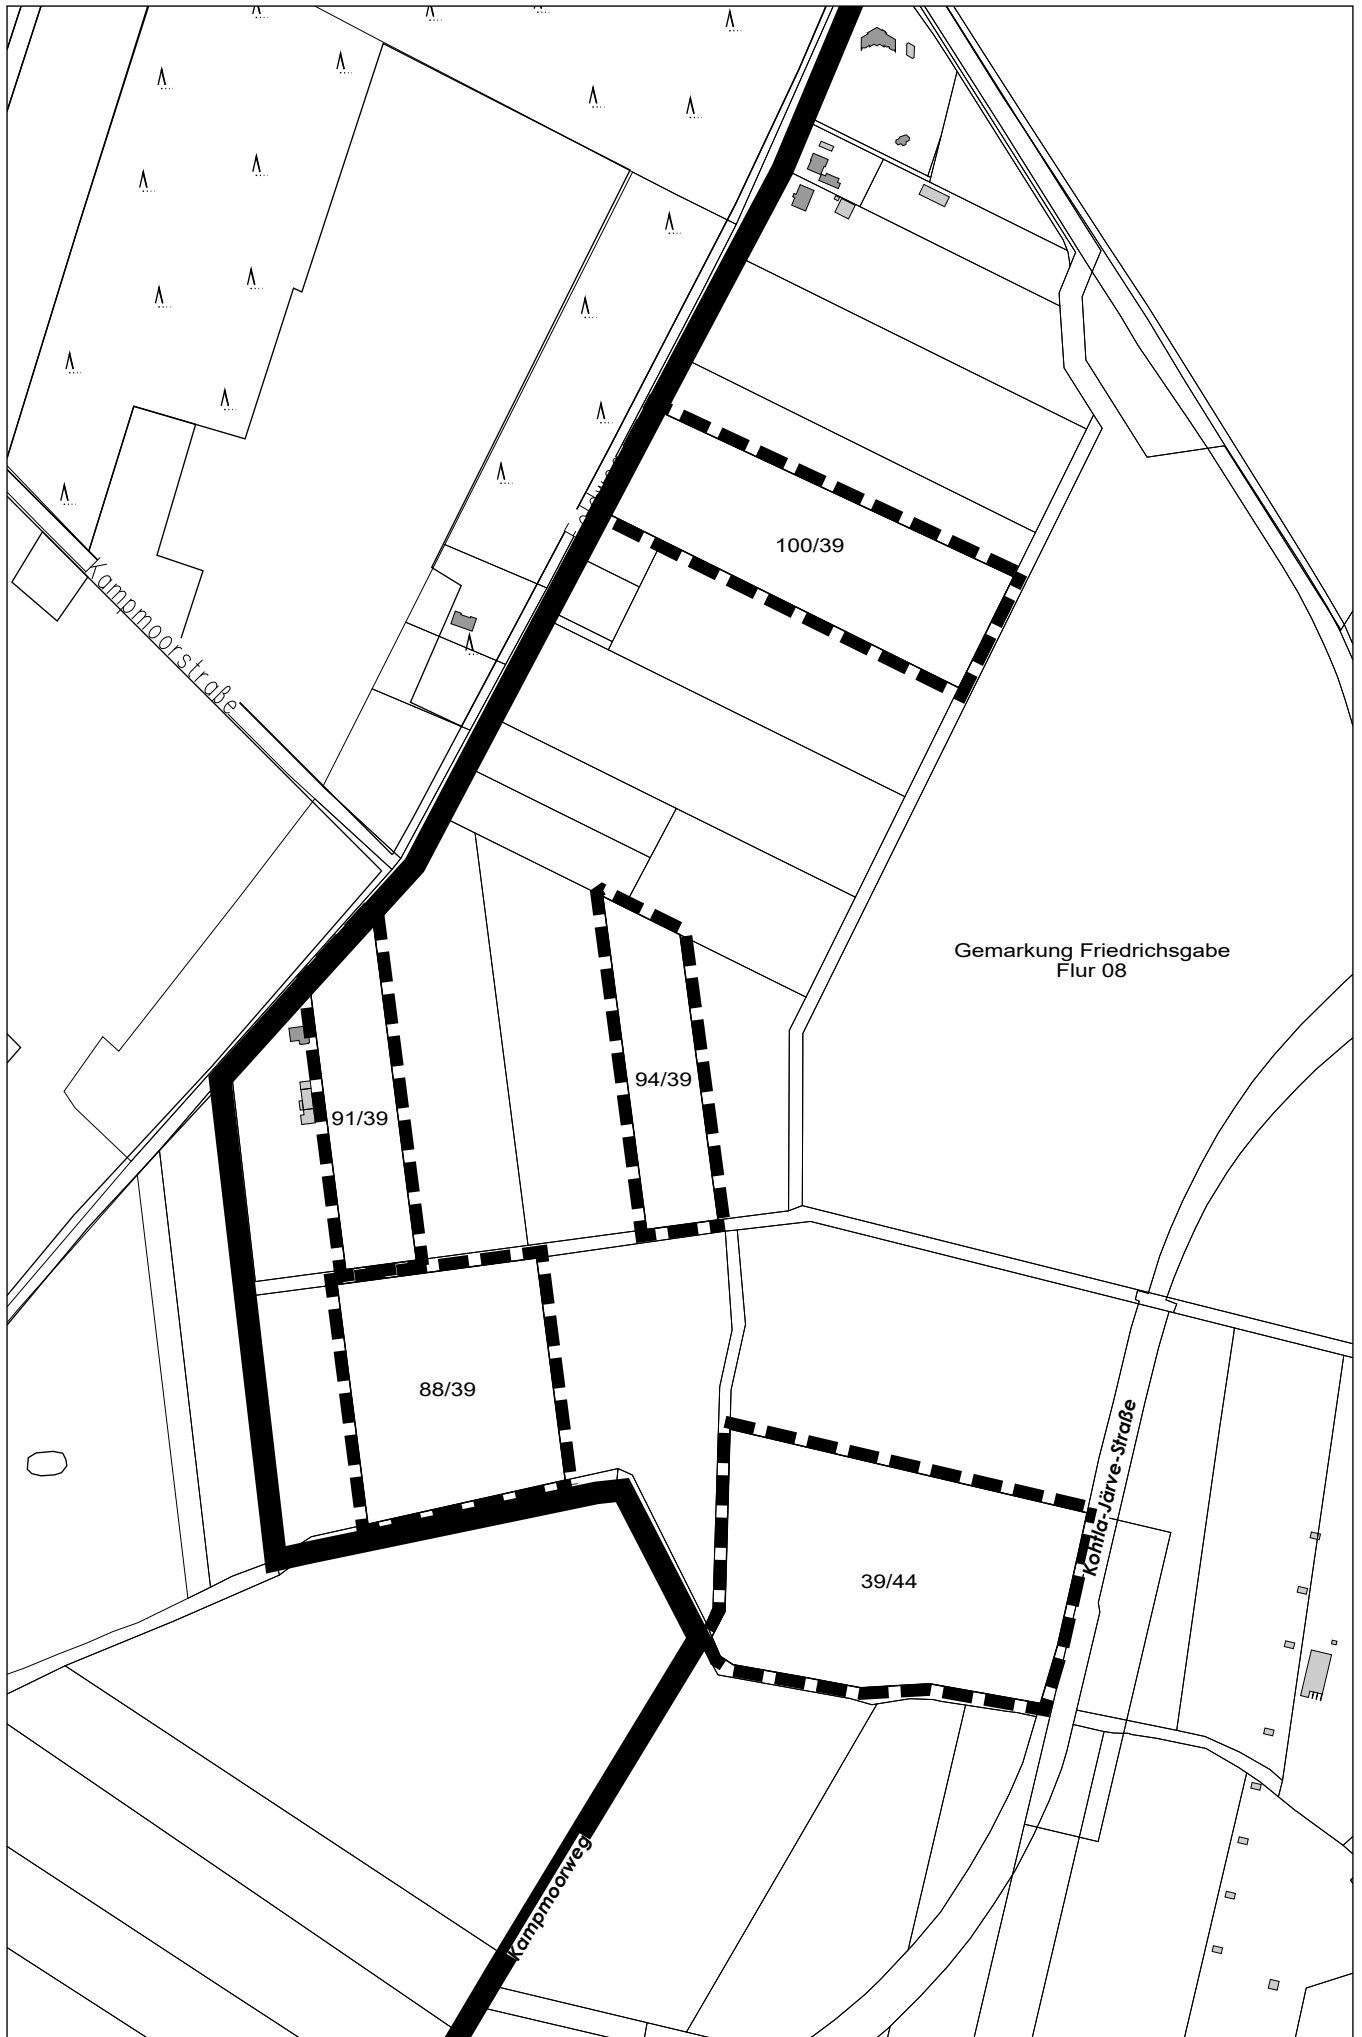 100/39
Kampmoorstraße
Gemarkung Friedrichsgabe
Flur 08
94/39
91/39
88/39
Kohtla-Järve-Straße
39/44
Kampmoorweg